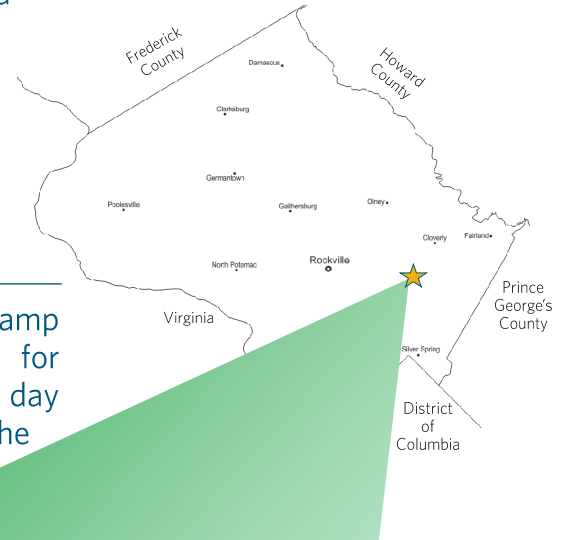 Frederick
County
Howard
County
Damascus
Clarksburg
Germantown
Poolesville
Gaithersburg
Olney
Cloverly
Fairland
North Potomac
Rockville
Prince
George's
County
Virginia
amp
for
day
he
Silver Spring
District
of
Columbia